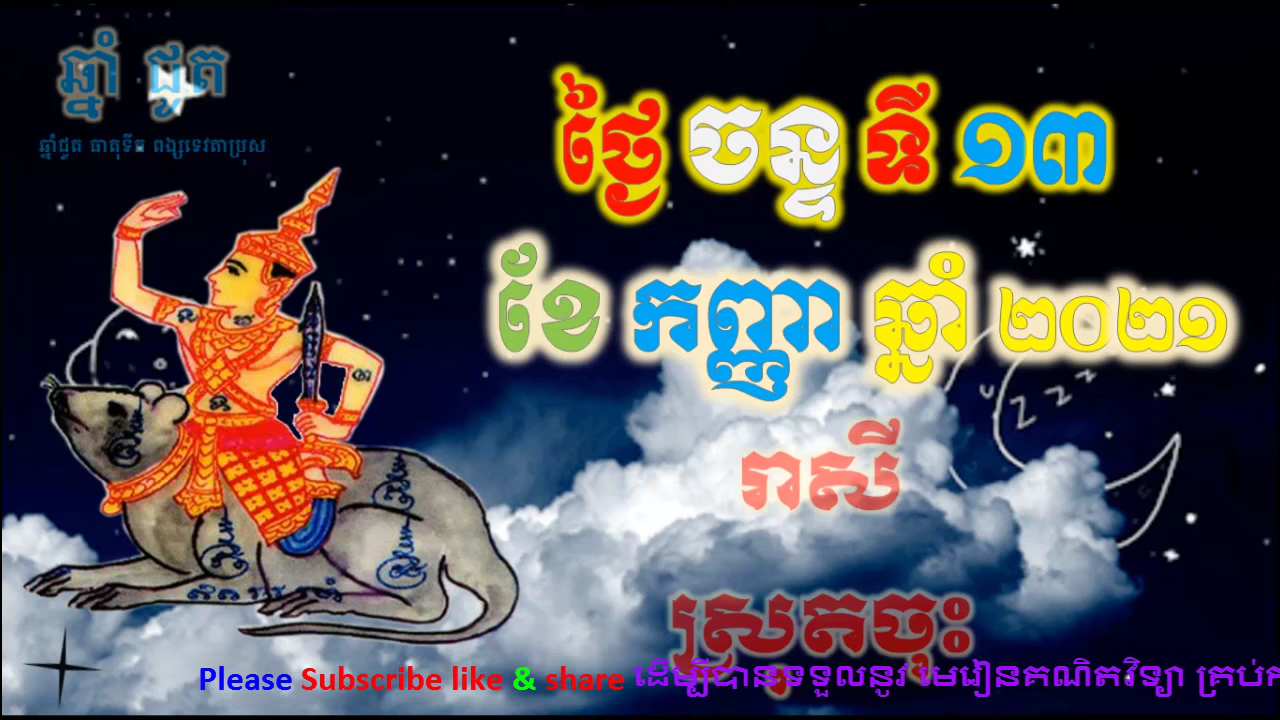 ឆ្នាំ ជូត
ឆ្នាំជូត ធាតុទឹក ពង្សទេវតាប្រុស
ថ្ងៃ ចន្ទ ទី ១៣
ខែ កញ្ញា ឆ្នាំ ២០២១
រាសី
ស្រុតចុះ
Please Subscribe like & share ដើម្បីបានទទួលនូវ មេរៀនគណិតវិទ្យា គ្រប់